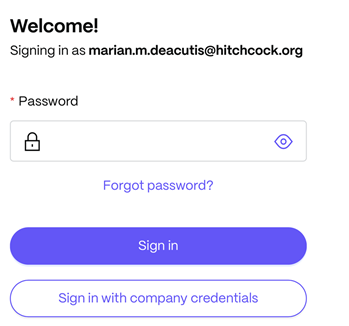 Welcome!
Signing in as marian.m.deacutis@hitchcock.org
* Password
Forgot password?
Sign in
Sign in with company credentials